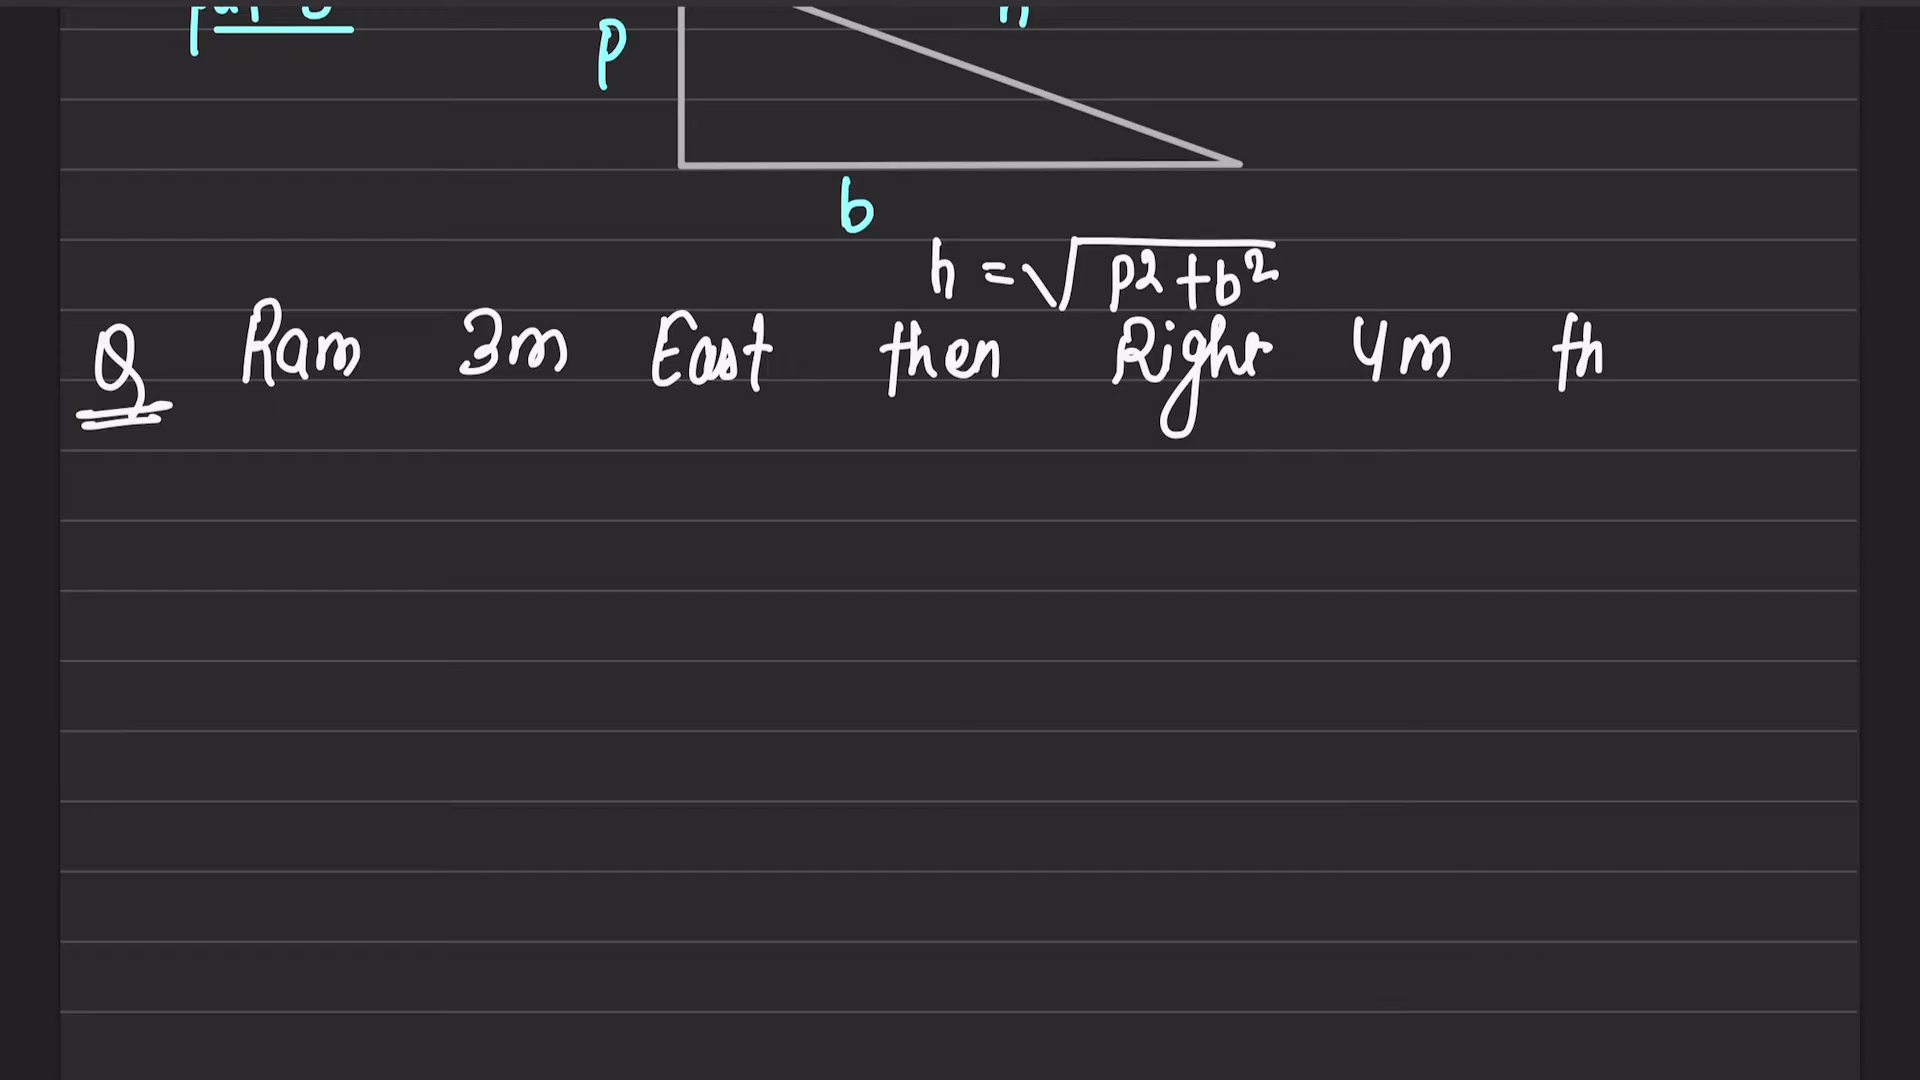 p
b
h = √p2 + b²
Q Ram 3m East then Right 4m th